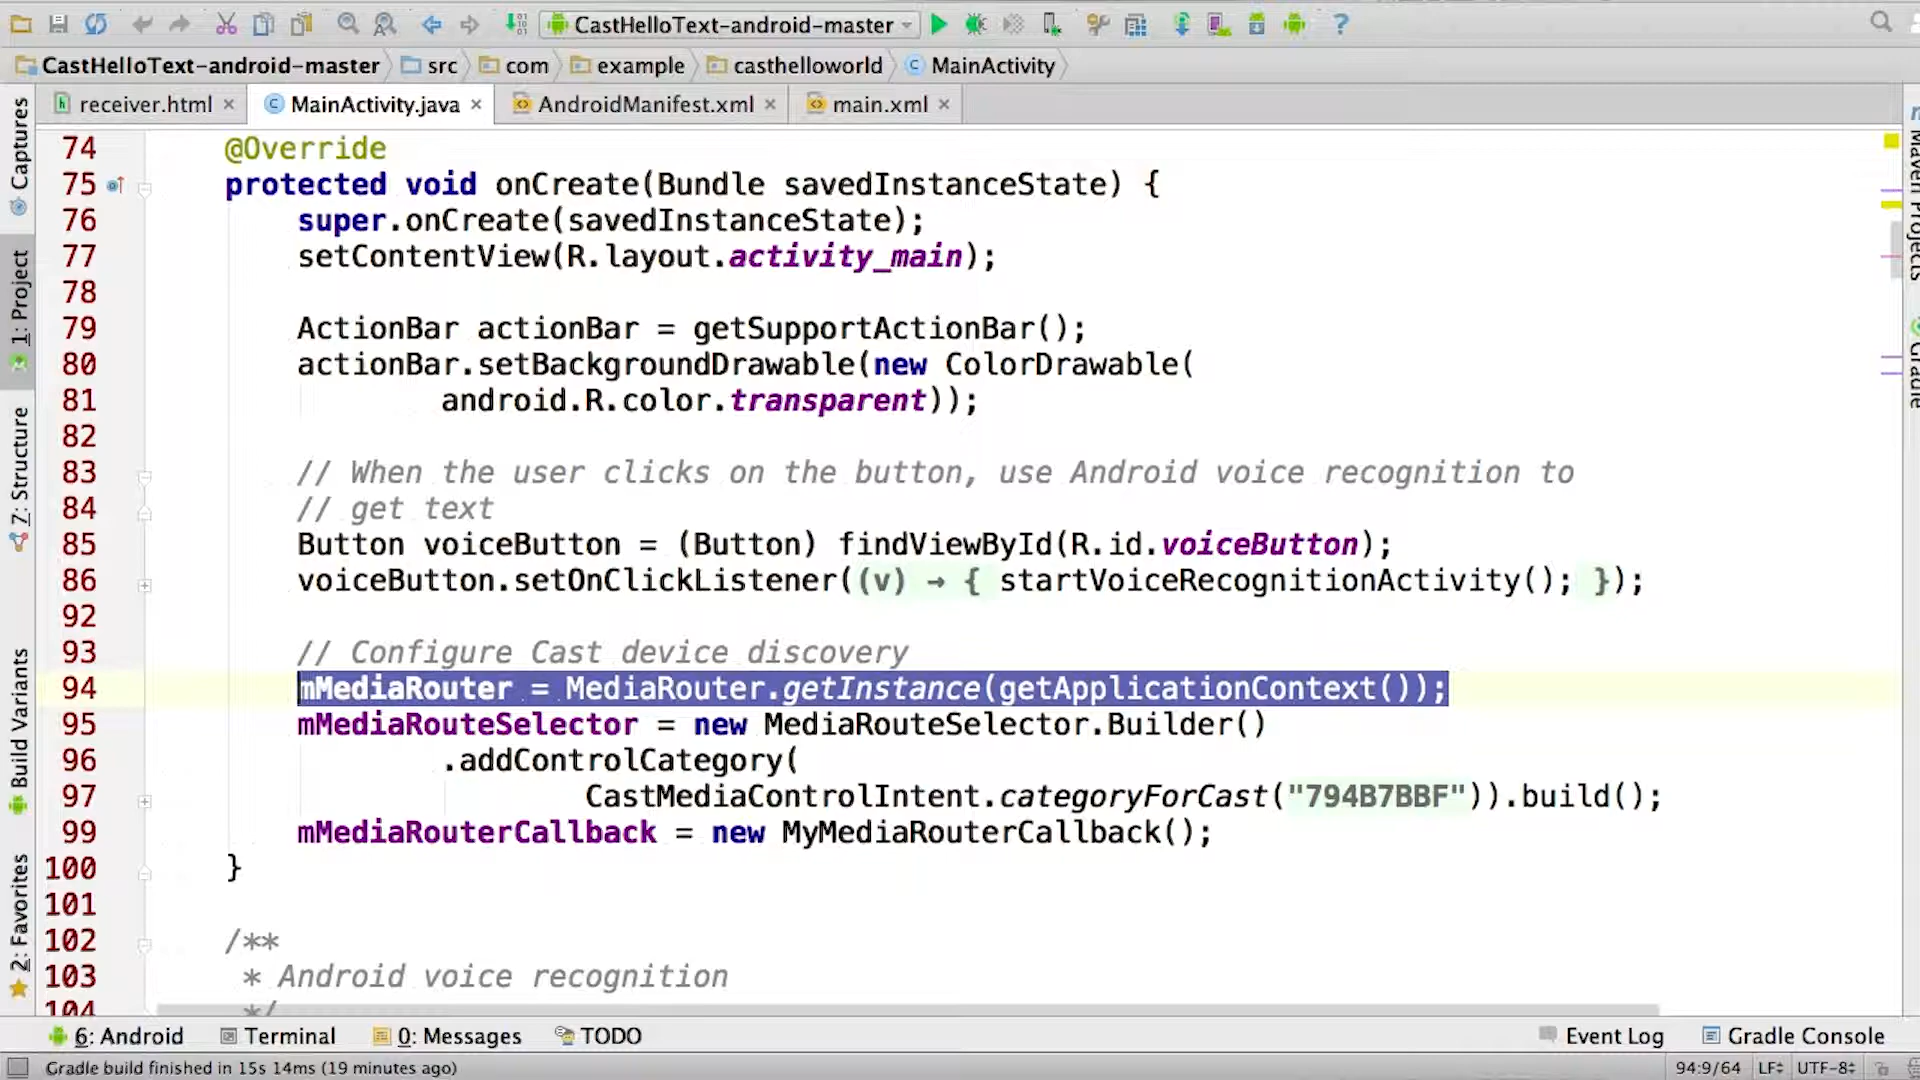 CastHelloText-android-master
CastHelloText-android-master src com example casthelloworld MainActivity
receiver.html MainActivity.java AndroidManifest.xml main.xml
Captures
1: Project
7: Structure
Build Variants
2: Favorites
74 @Override
75 protected void onCreate(Bundle savedInstanceState) {
76 super.onCreate(savedInstanceState);
77 setContentView(R.layout.activity_main);
78
79 ActionBar actionBar = getSupportActionBar();
80 actionBar.setBackgroundDrawable(new ColorDrawable(
81 android.R.color.transparent));
82
83 // When the user clicks on the button, use Android voice recognition to
84 // get text
85 Button voiceButton = (Button) findViewById(R.id.voiceButton);
86 voiceButton.setOnClickListener((v) → { startVoiceRecognitionActivity(); });
92
93 // Configure Cast device discovery
94 mMediaRouter = MediaRouter.getInstance(getApplicationContext());
95 mMediaRouteSelector = new MediaRouteSelector.Builder()
96 .addControlCategory(
97 CastMediaControlIntent.categoryForCast("794B7BBF")).build();
99 mMediaRouterCallback = new MyMediaRouterCallback();
100 }
101
102 /**
103 * Android voice recognition
104 */
Maven Projects
Gradle
6: Android Terminal 0: Messages TODO Event Log Gradle Console
Gradle build finished in 15s 14ms (19 minutes ago) 94:9/64 LF UTF-8